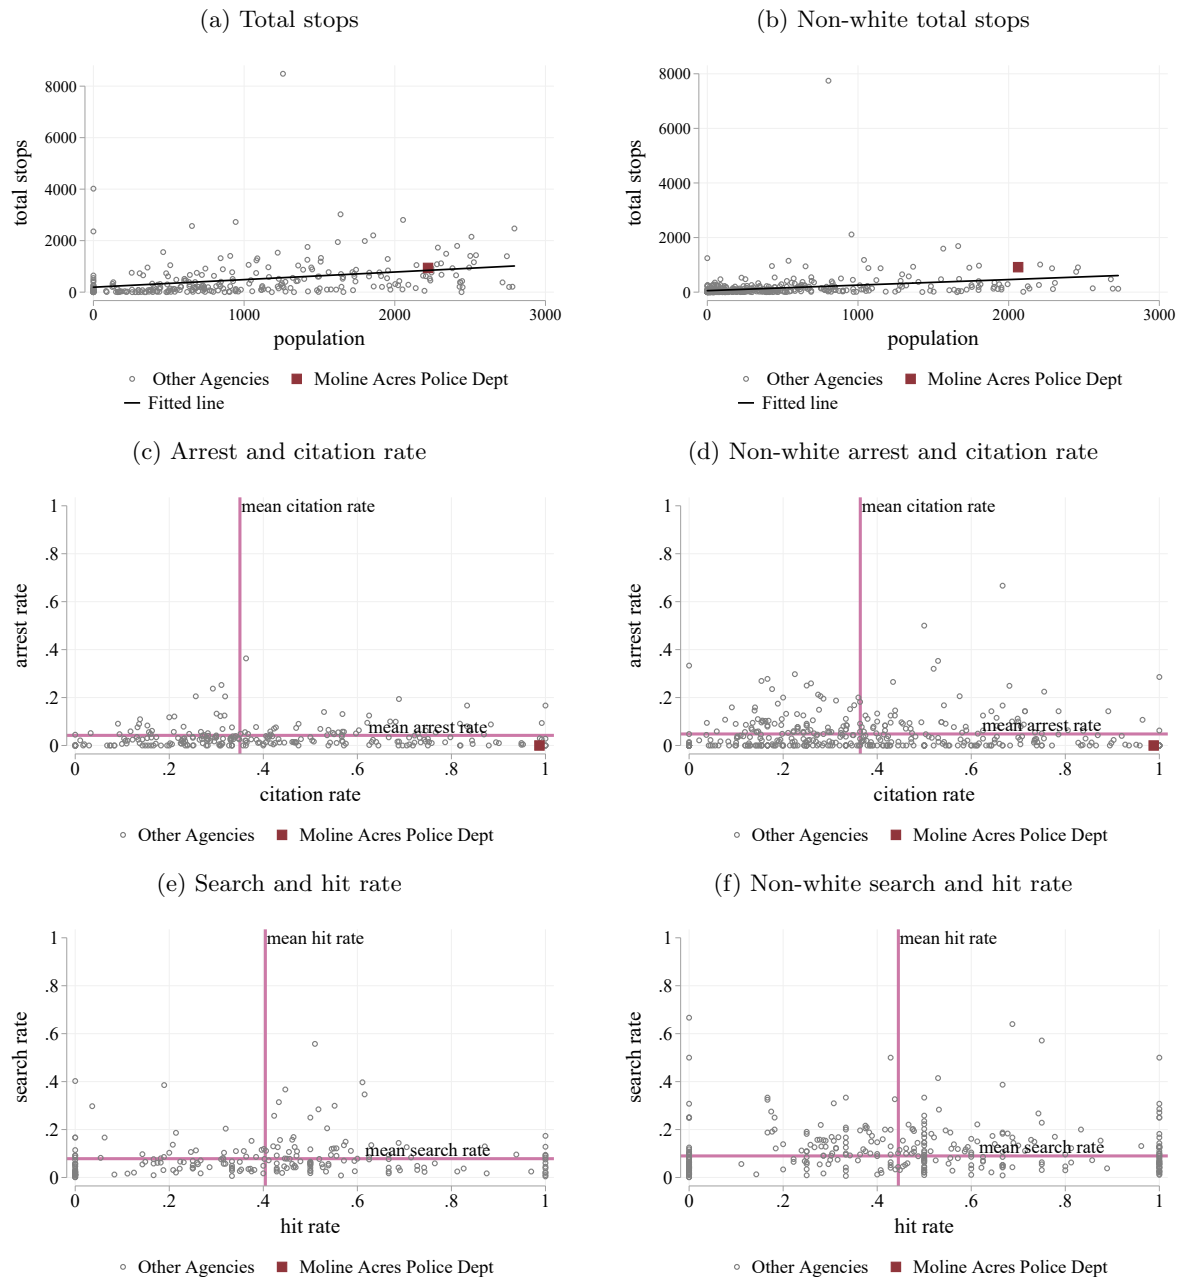 (a) Total stops
total stops
8000
6000
4000
2000
0
0 1000 2000 3000
population
Other Agencies Moline Acres Police Dept
Fitted line
(b) Non-white total stops
total stops
8000
6000
4000
2000
0
0 1000 2000 3000
population
Other Agencies Moline Acres Police Dept
Fitted line
(c) Arrest and citation rate
mean citation rate
arrest rate
1
.8
.6
.4
.2
0
mean arrest rate
0 .2 .4 .6 .8 1
citation rate
Other Agencies Moline Acres Police Dept
(d) Non-white arrest and citation rate
mean citation rate
arrest rate
1
.8
.6
.4
.2
0
mean arrest rate
0 .2 .4 .6 .8 1
citation rate
Other Agencies Moline Acres Police Dept
(e) Search and hit rate
mean hit rate
search rate
1
.8
.6
.4
.2
0
mean search rate
0 .2 .4 .6 .8 1
hit rate
Other Agencies Moline Acres Police Dept
(f) Non-white search and hit rate
mean hit rate
search rate
1
.8
.6
.4
.2
0
mean search rate
0 .2 .4 .6 .8 1
hit rate
Other Agencies Moline Acres Police Dept